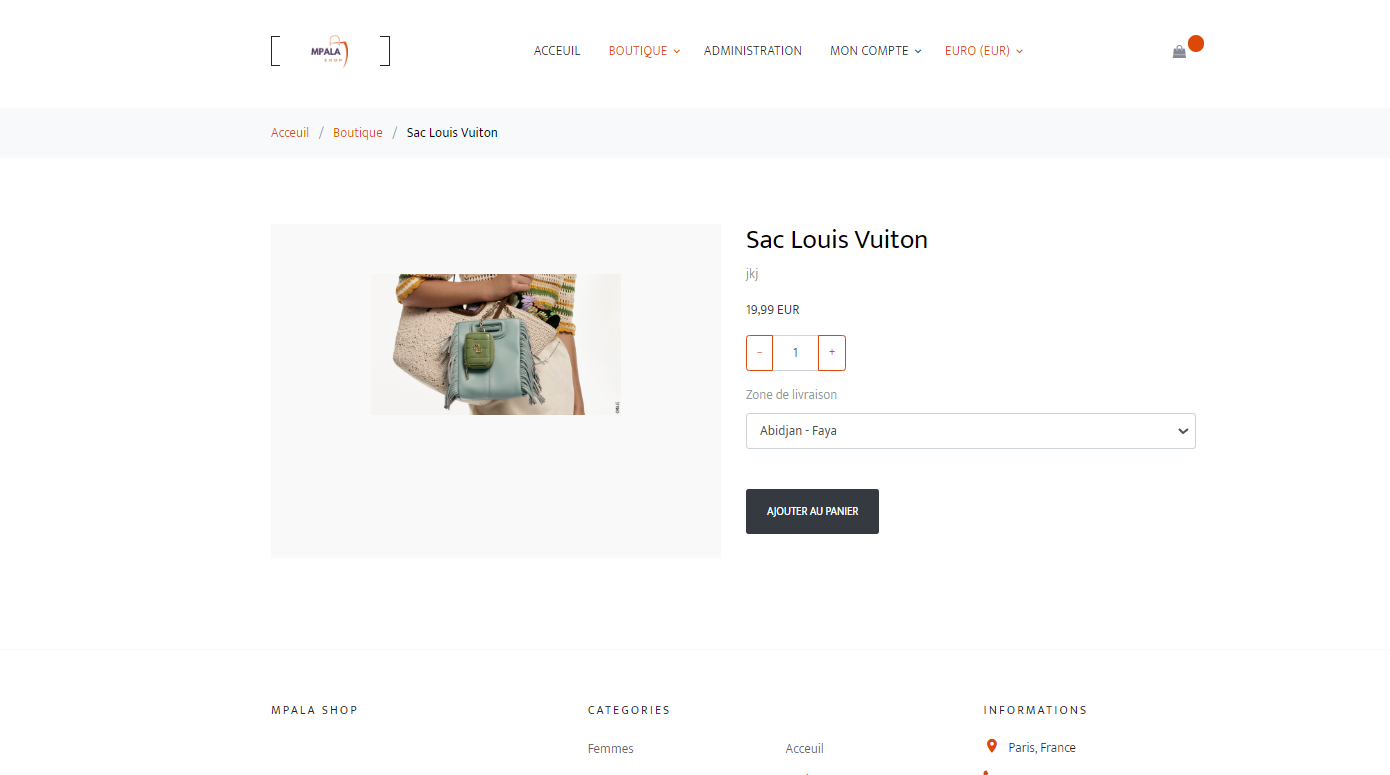 MPALA
SHOP
ACCEUIL BOUTIQUE ADMINISTRATION MON COMPTE EURO (EUR)
Acceuil / Boutique / Sac Louis Vuiton
Sac Louis Vuiton
jkj
19,99 EUR
- 1 +
Zone de livraison
Abidjan - Faya
AJOUTER AU PANIER
MPALA SHOP CATEGORIES INFORMATIONS
Femmes Acceuil Paris, France